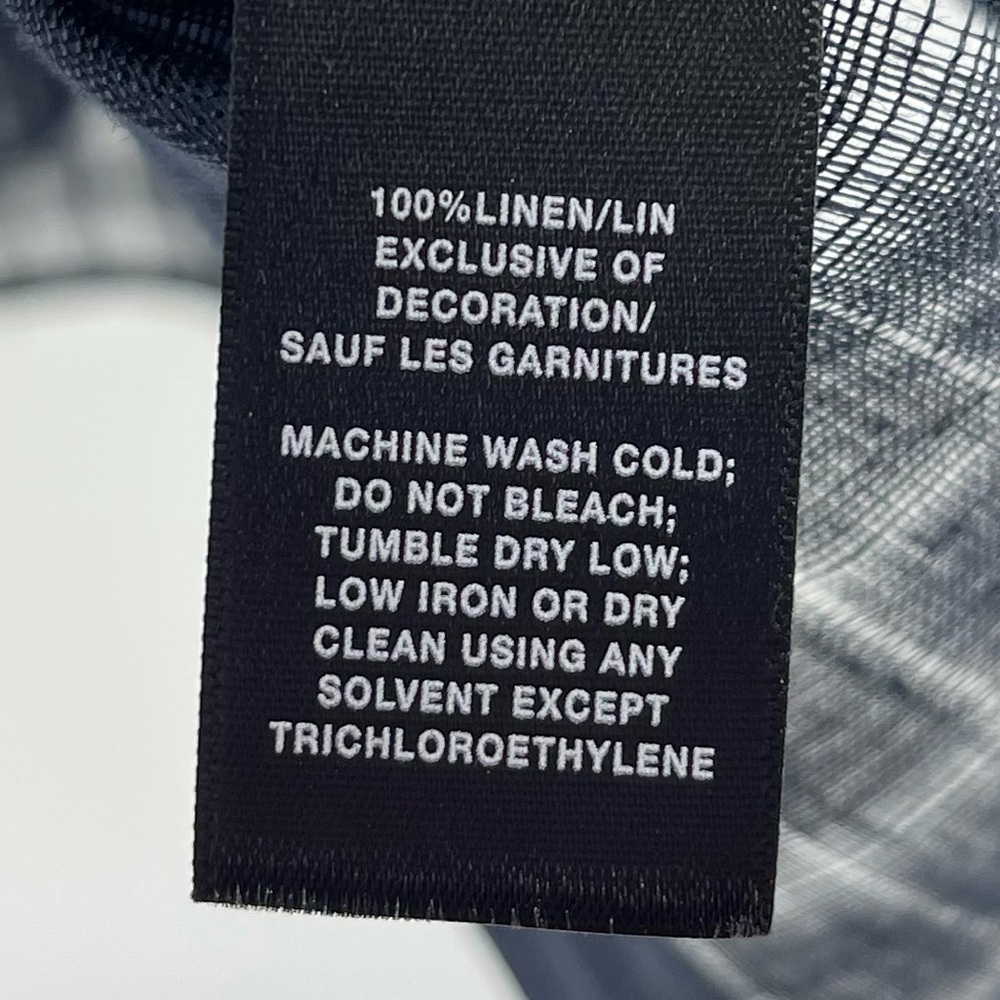 100%LINEN/LIN
EXCLUSIVE OF
DECORATION/
SAUF LES GARNITURES
MACHINE WASH COLD;
DO NOT BLEACH;
TUMBLE DRY LOW;
LOW IRON OR DRY
CLEAN USING ANY
SOLVENT EXCEPT
TRICHLOROETHYLENE